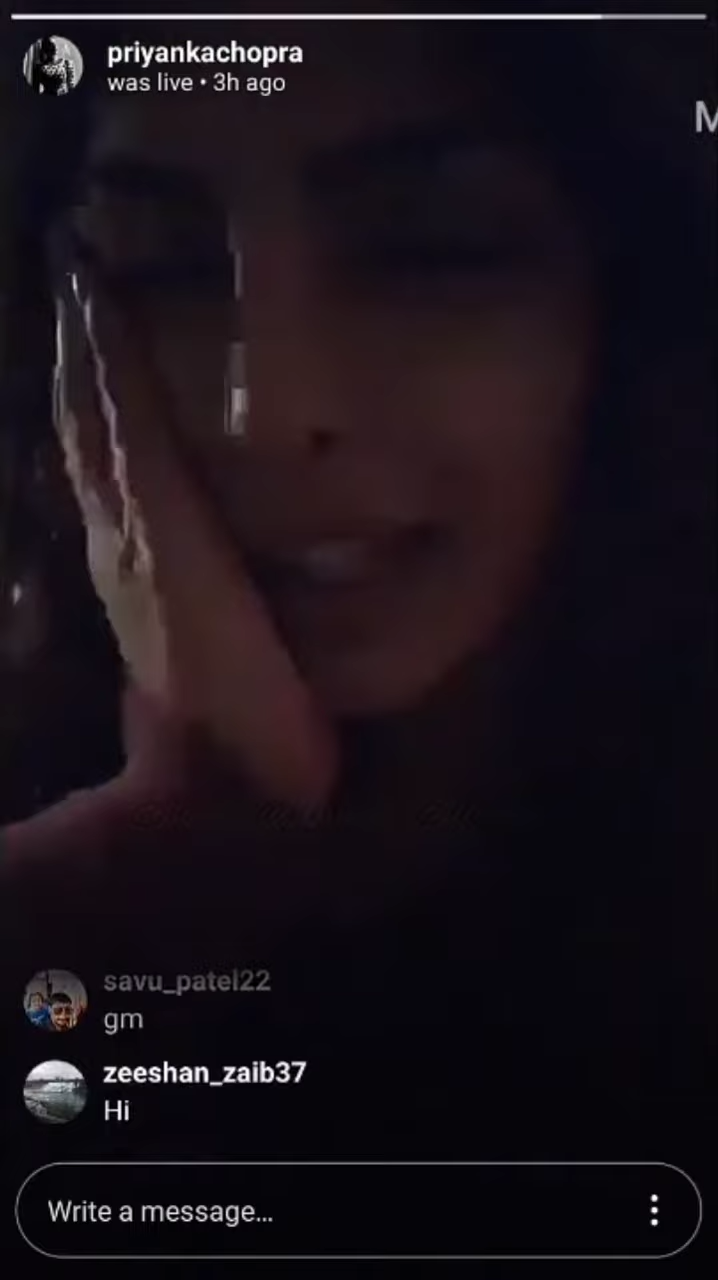 priyankachopra
was live • 3h ago
M
savu_patel22
gm
zeeshan_zaib37
Hi
Write a message...